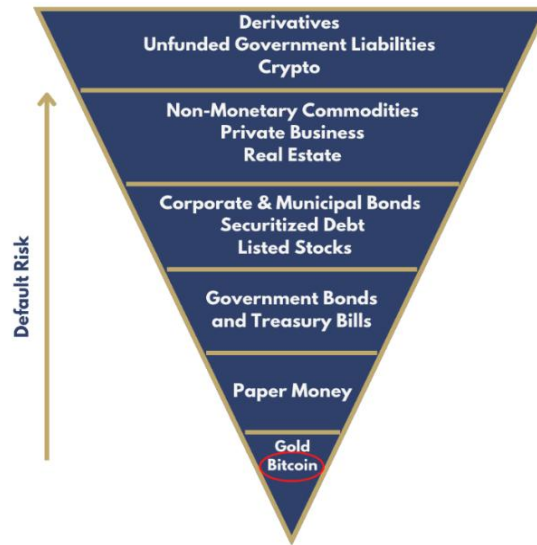 Derivatives
Unfunded Government Liabilities
Crypto
Non-Monetary Commodities
Private Business
Real Estate
Corporate & Municipal Bonds
Securitized Debt
Listed Stocks
Government Bonds
and Treasury Bills
Paper Money
Gold
Bitcoin
Default Risk